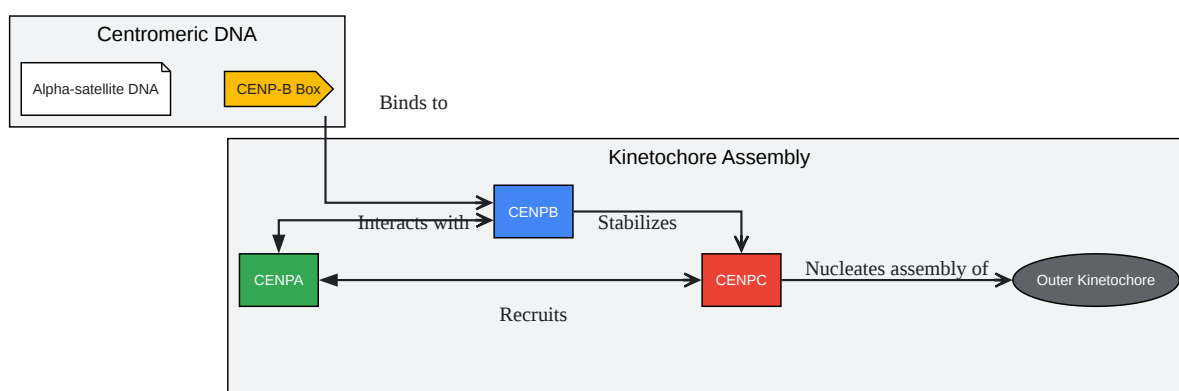 Centromeric DNA
Alpha-satellite DNA
CENP-B Box
Binds to
Kinetochore Assembly
CENPB
Interacts with
Stabilizes
CENPA
CENPC
Nucleates assembly of
Outer Kinetochore
Recruits